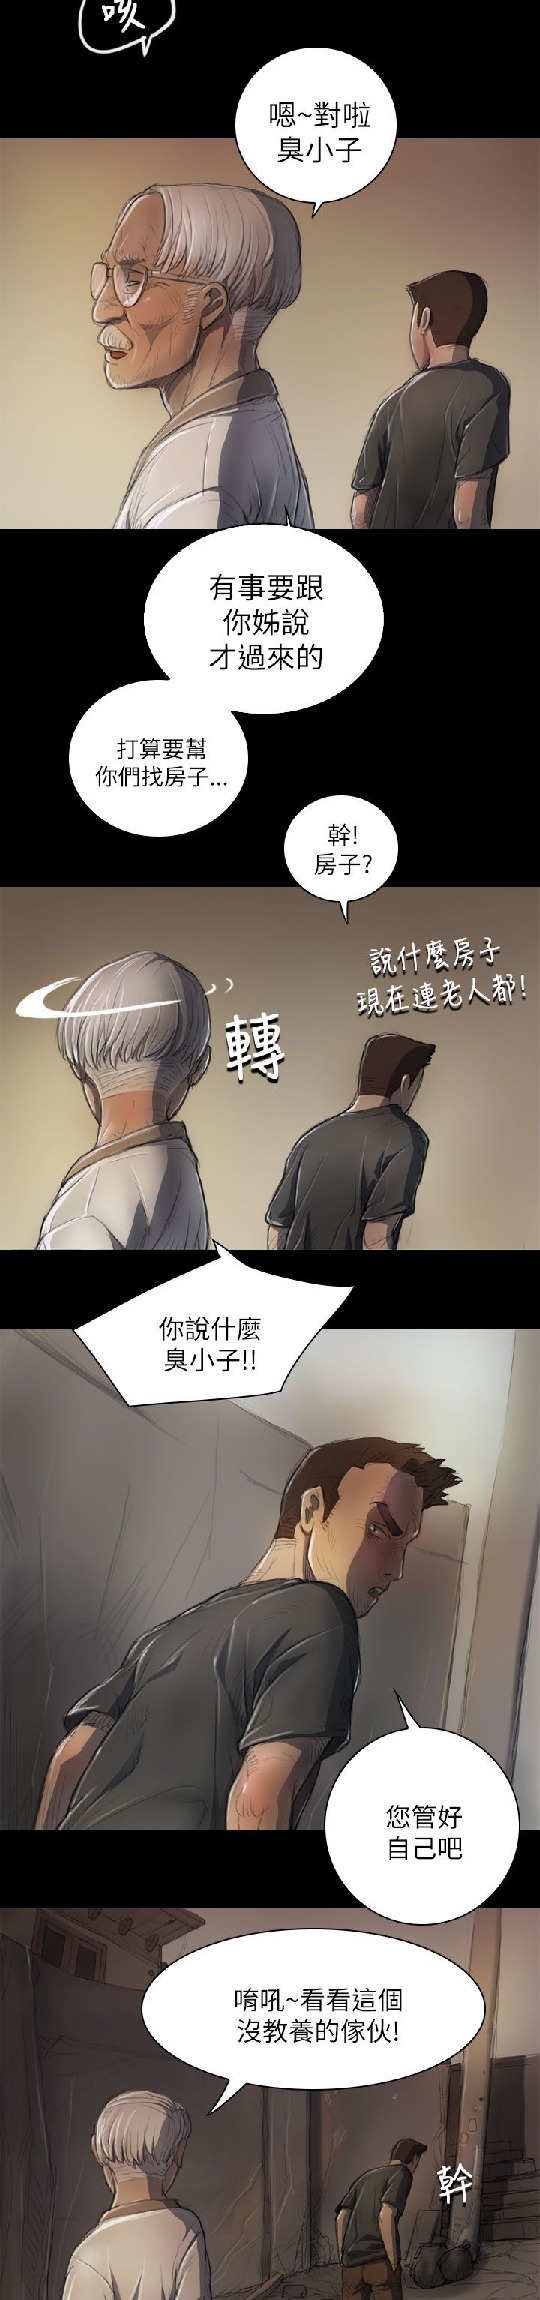 咳
嗯~對啦
臭小子
有事要跟
你姊說
才過來的
打算要幫
你們找房子...
幹!
房子?
說什麼房子
現在連老人都!
轉
你說什麼
臭小子!!
您管好
自己吧
唷吼~看看這個
沒教養的傢伙!
幹